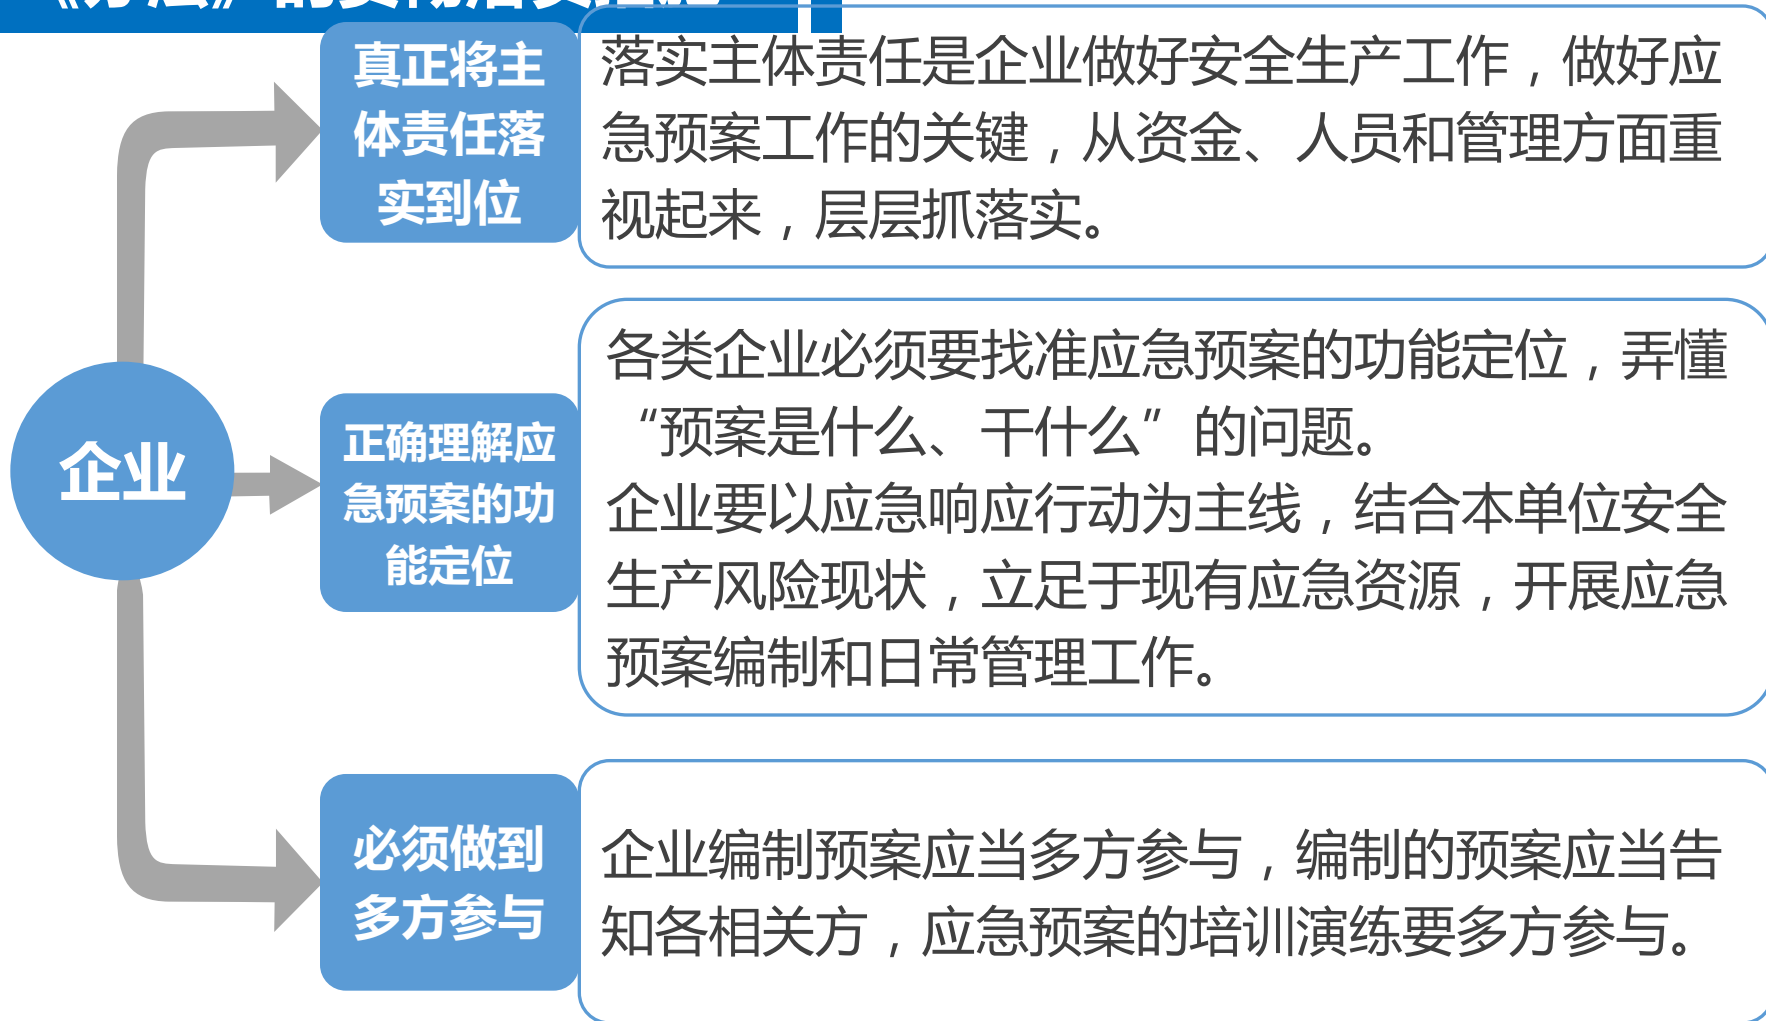 《办法》的贯彻落实措施
真正将主
体责任落
实到位
落实主体责任是企业做好安全生产工作，做好应
急预案工作的关键，从资金、人员和管理方面重
视起来，层层抓落实。
企业
正确理解应
急预案的功
能定位
各类企业必须要找准应急预案的功能定位，弄懂
“预案是什么、干什么”的问题。
企业要以应急响应行动为主线，结合本单位安全
生产风险现状，立足于现有应急资源，开展应急
预案编制和日常管理工作。
必须做到
多方参与
企业编制预案应当多方参与，编制的预案应当告
知各相关方，应急预案的培训演练要多方参与。